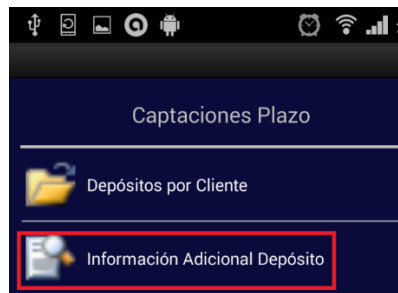 Captaciones Plazo
Depósitos por Cliente
Información Adicional Depósito